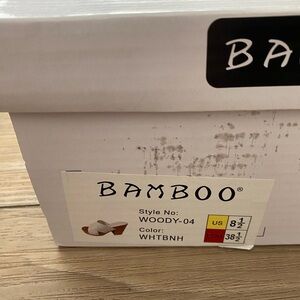 BA
BAMBOO®
Style No:
WOODY-04
Color:
WHTBNH
US 8½
38½